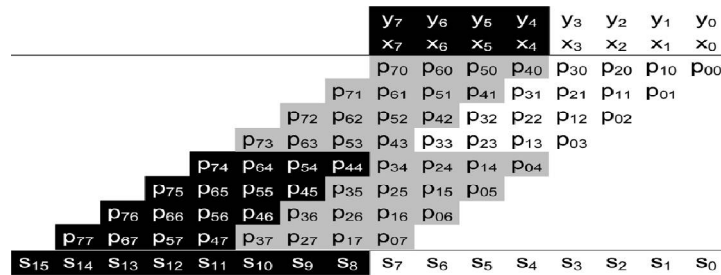 y₇ y₆ y₅ y₄ y₃ y₂ y₁ y₀
x₇ x₆ x₅ x₄ x₃ x₂ x₁ x₀
p₇₀ p₆₀ p₅₀ p₄₀ p₃₀ p₂₀ p₁₀ p₀₀
p₇₁ p₆₁ p₅₁ p₄₁ p₃₁ p₂₁ p₁₁ p₀₁
p₇₂ p₆₂ p₅₂ p₄₂ p₃₂ p₂₂ p₁₂ p₀₂
p₇₃ p₆₃ p₅₃ p₄₃ p₃₃ p₂₃ p₁₃ p₀₃
p₇₄ p₆₄ p₅₄ p₄₄ p₃₄ p₂₄ p₁₄ p₀₄
p₇₅ p₆₅ p₅₅ p₄₅ p₃₅ p₂₅ p₁₅ p₀₅
p₇₆ p₆₆ p₅₆ p₄₆ p₃₆ p₂₆ p₁₆ p₀₆
p₇₇ p₆₇ p₅₇ p₄₇ p₃₇ p₂₇ p₁₇ p₀₇
s₁₅ s₁₄ s₁₃ s₁₂ s₁₁ s₁₀ s₉ s₈ s₇ s₆ s₅ s₄ s₃ s₂ s₁ s₀